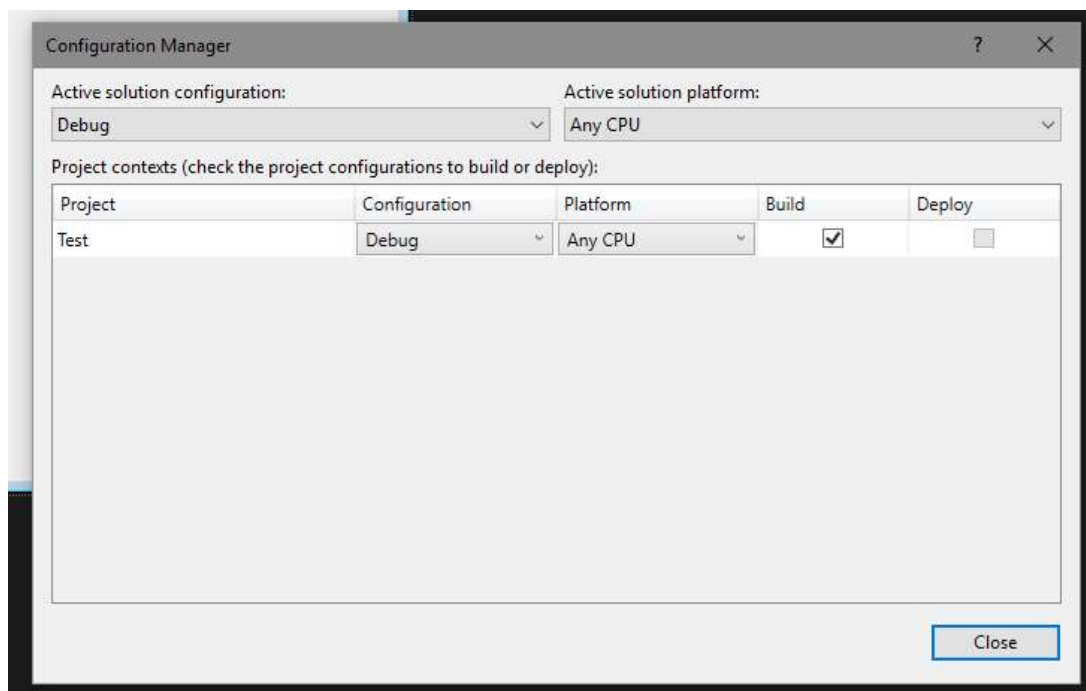 Configuration Manager ?
Active solution configuration: Active solution platform:
Debug Any CPU
Project contexts (check the project configurations to build or deploy):
Project Configuration Platform Build Deploy
Test Debug Any CPU
Close